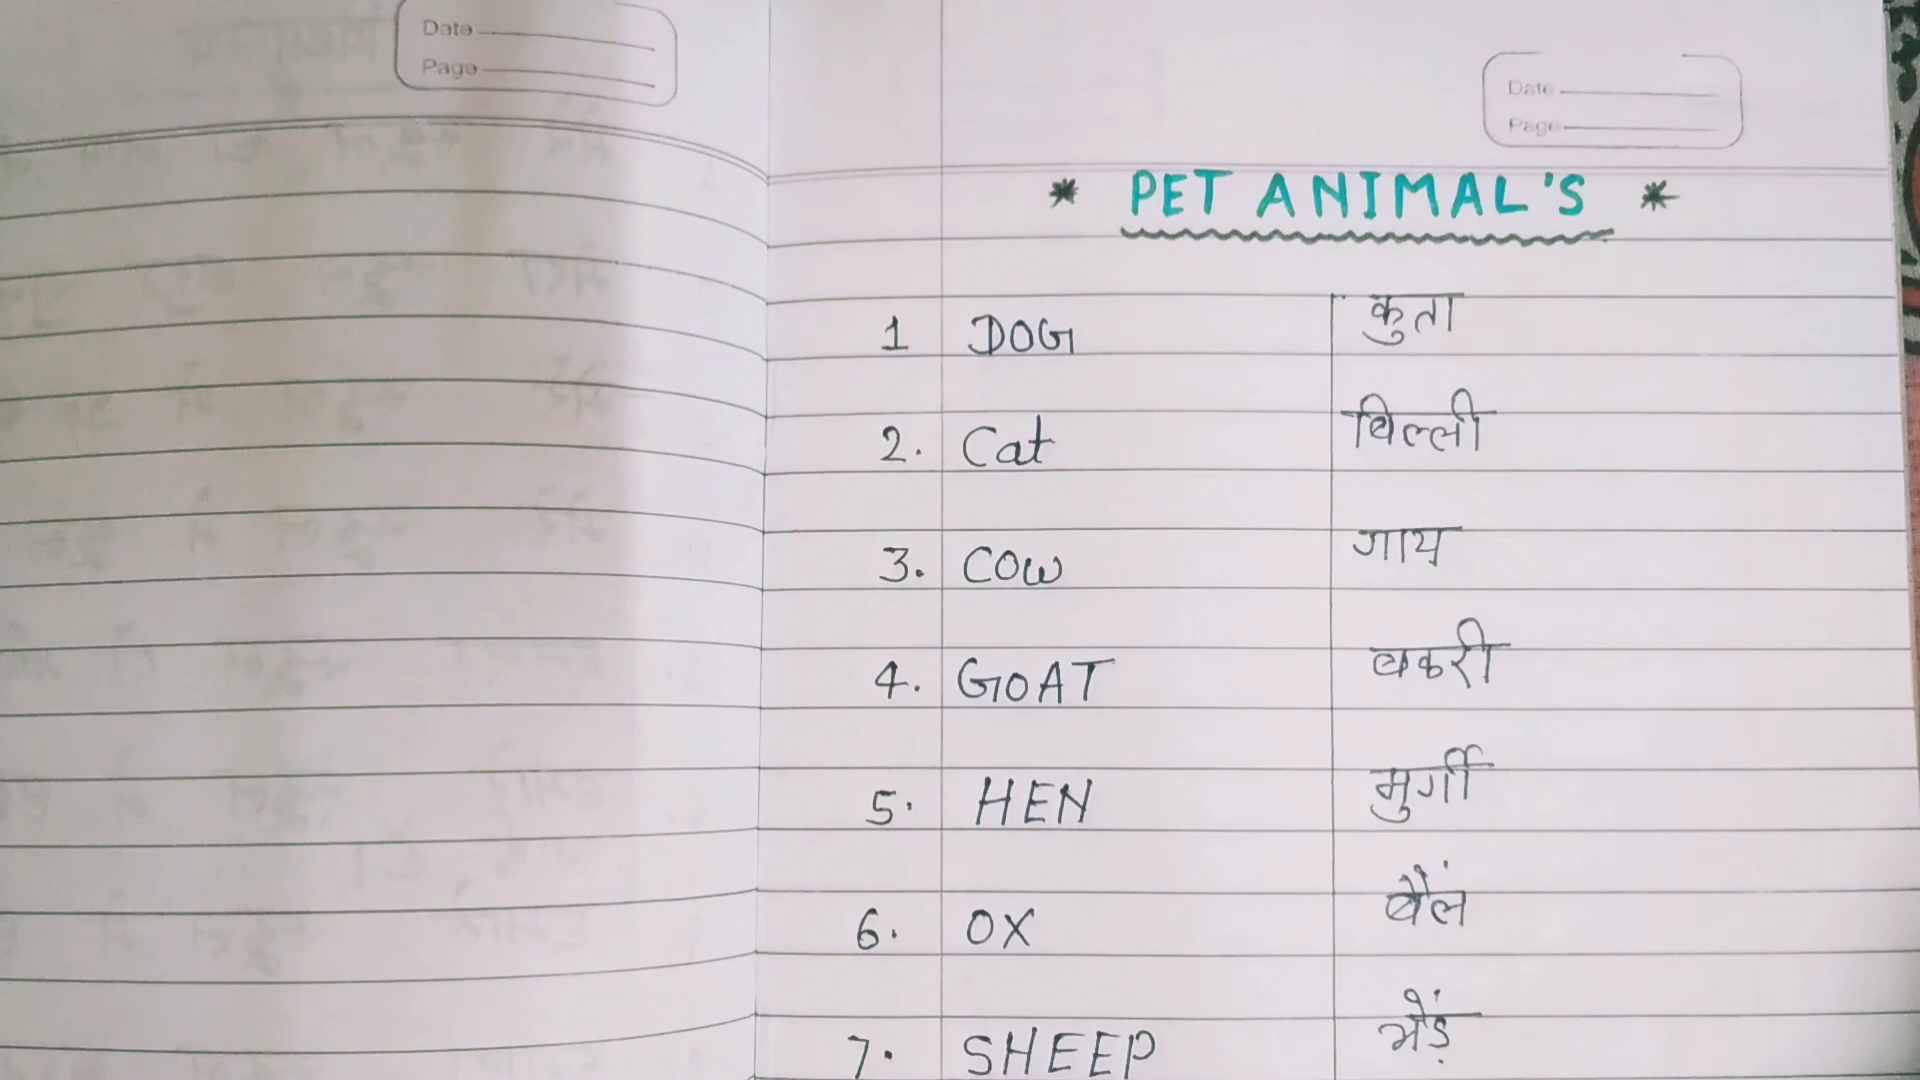 Date
Page
Date
Page
* PET ANIMAL'S *
1 DOG कुता
2. Cat बिल्ली
3. COW गाय
4. GOAT बकरी
5. HEN मुर्गी
6. OX बैलं
7. SHEEP भेड़ं